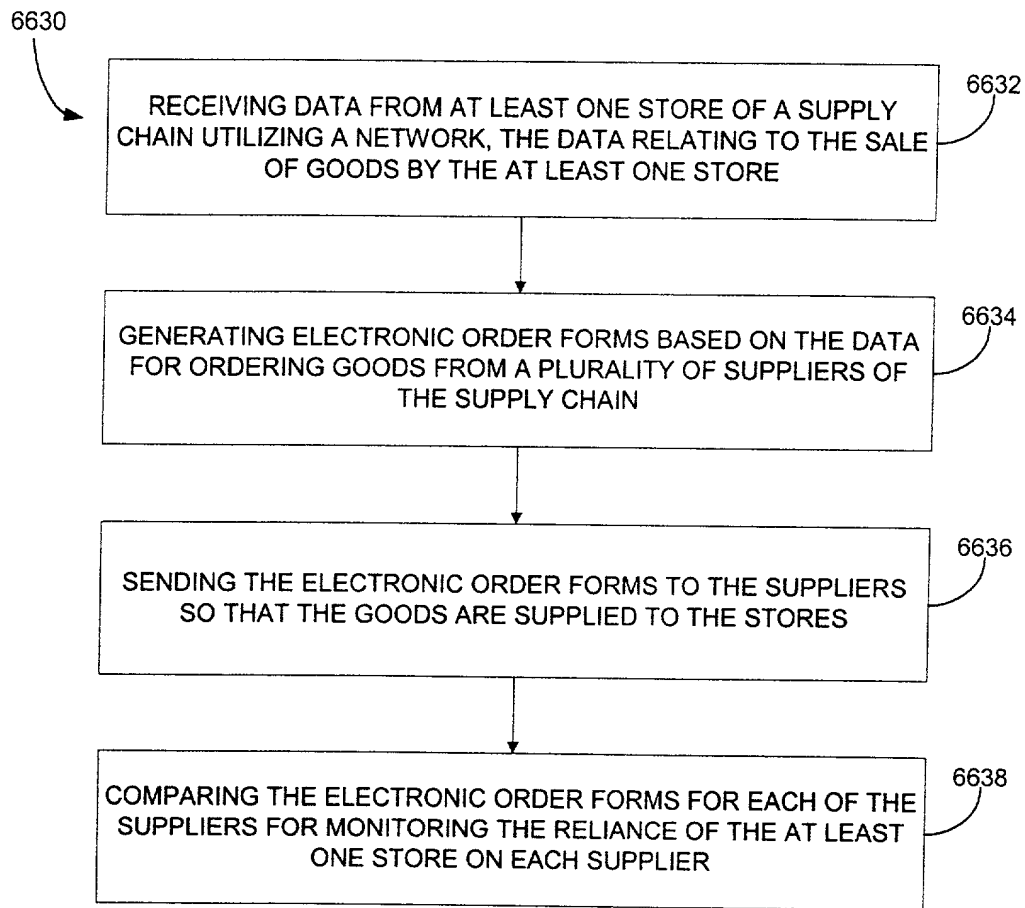 6630
6632
RECEIVING DATA FROM AT LEAST ONE STORE OF A SUPPLY
CHAIN UTILIZING A NETWORK, THE DATA RELATING TO THE SALE
OF GOODS BY THE AT LEAST ONE STORE
6634
GENERATING ELECTRONIC ORDER FORMS BASED ON THE DATA
FOR ORDERING GOODS FROM A PLURALITY OF SUPPLIERS OF
THE SUPPLY CHAIN
6636
SENDING THE ELECTRONIC ORDER FORMS TO THE SUPPLIERS
SO THAT THE GOODS ARE SUPPLIED TO THE STORES
6638
COMPARING THE ELECTRONIC ORDER FORMS FOR EACH OF THE
SUPPLIERS FOR MONITORING THE RELIANCE OF THE AT LEAST
ONE STORE ON EACH SUPPLIER